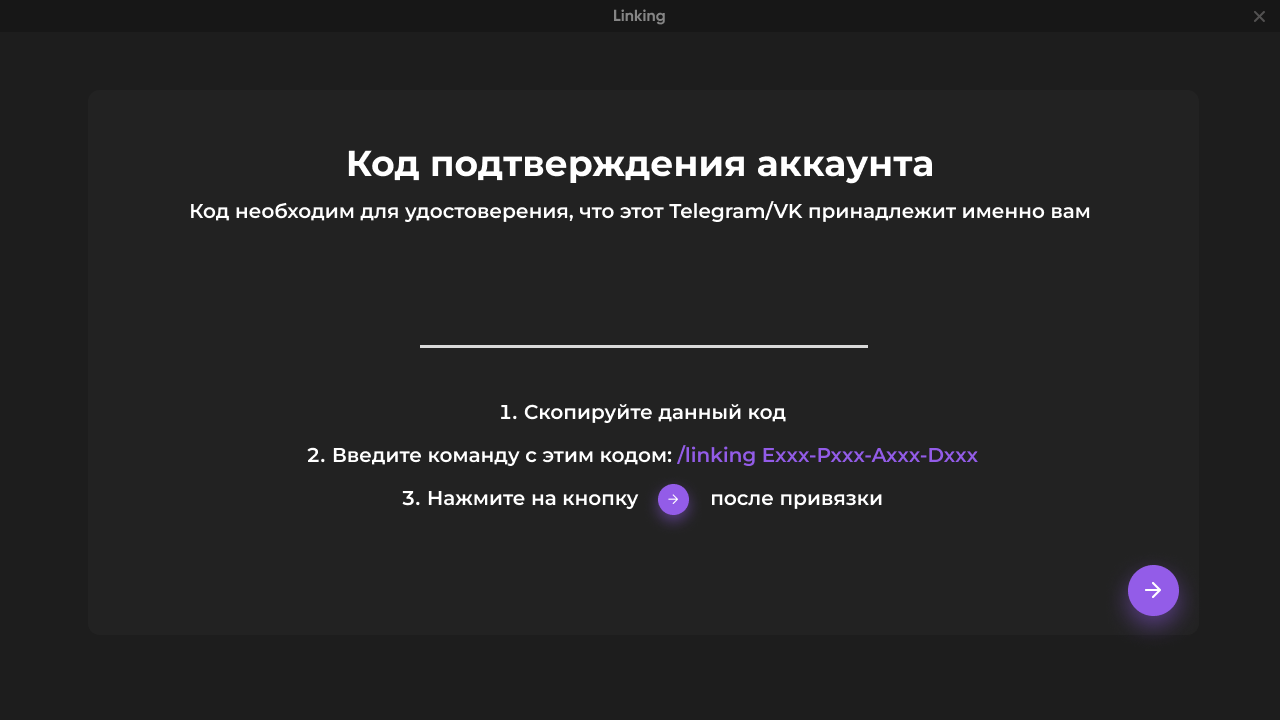 Linking
Код подтверждения аккаунта
Код необходим для удостоверения, что этот Telegram/VK принадлежит именно вам
1. Скопируйте данный код
2. Введите команду с этим кодом: /linking Exxx-Pxxx-Axxx-Dxxx
3. Нажмите на кнопку после привязки